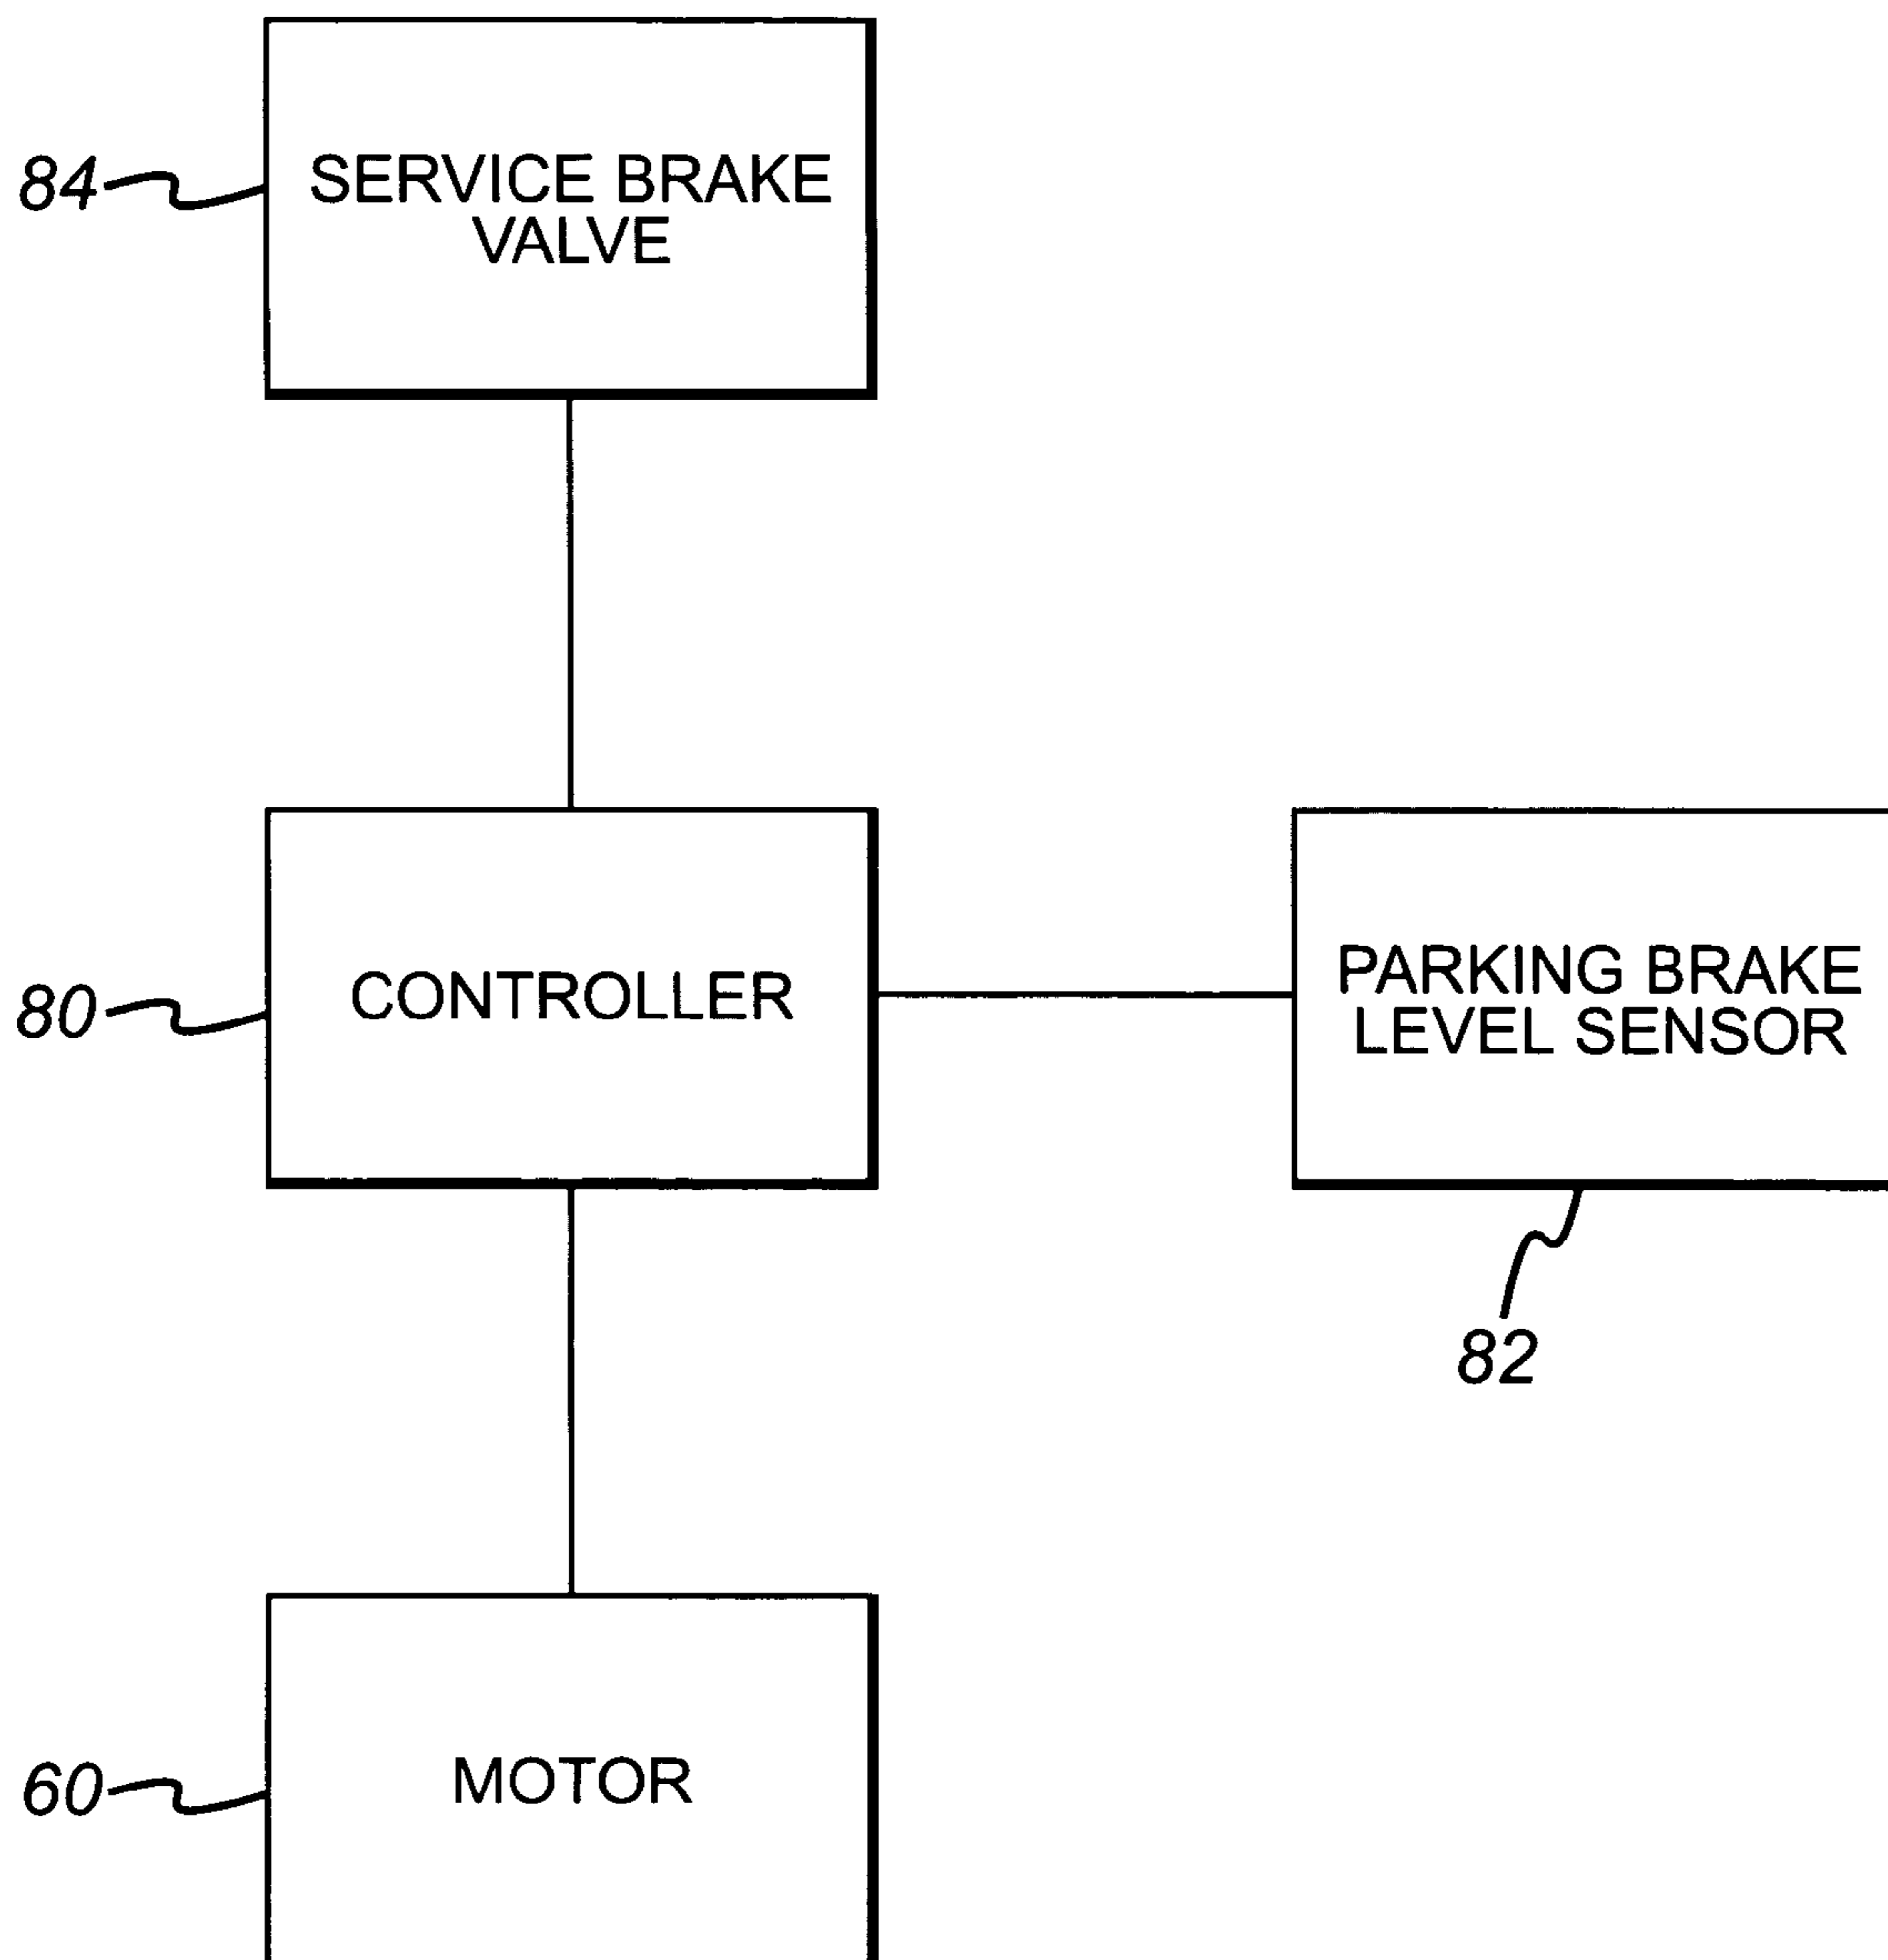 84
SERVICE BRAKE
VALVE
80
CONTROLLER
PARKING BRAKE
LEVEL SENSOR
82
60
MOTOR